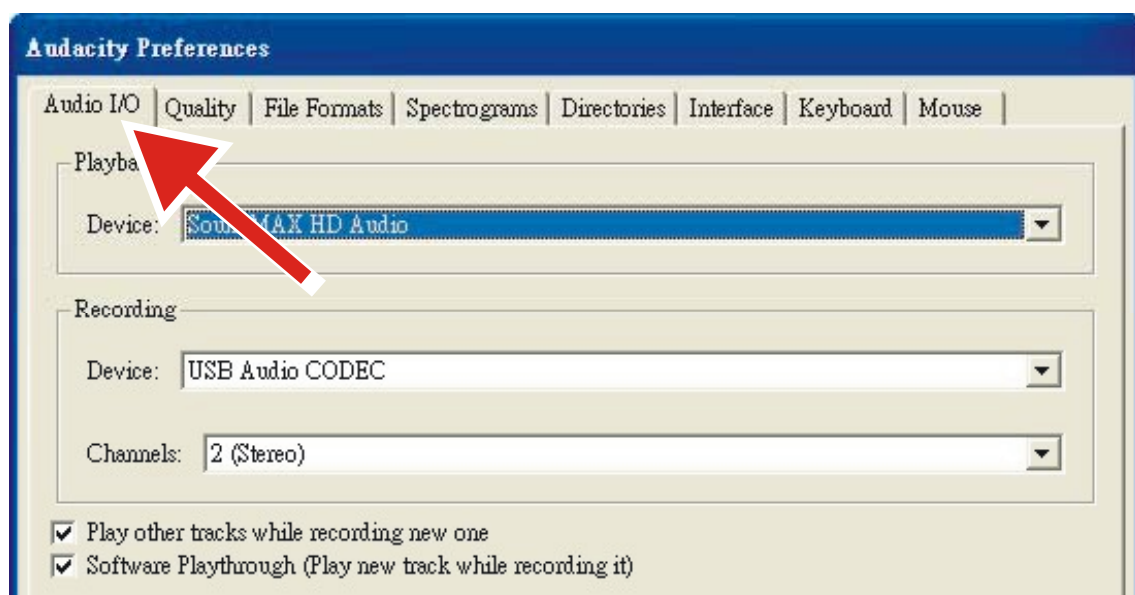 Audacity Preferences
Audio I/O Quality File Formats Spectrograms Directories Interface Keyboard Mouse
Device: MAX HD Audio
Recording
Device: USB Audio CODEC
Channels: 2 (Stereo)
Play other tracks while recording new one
Software Playthrough (Play new track while recording it)